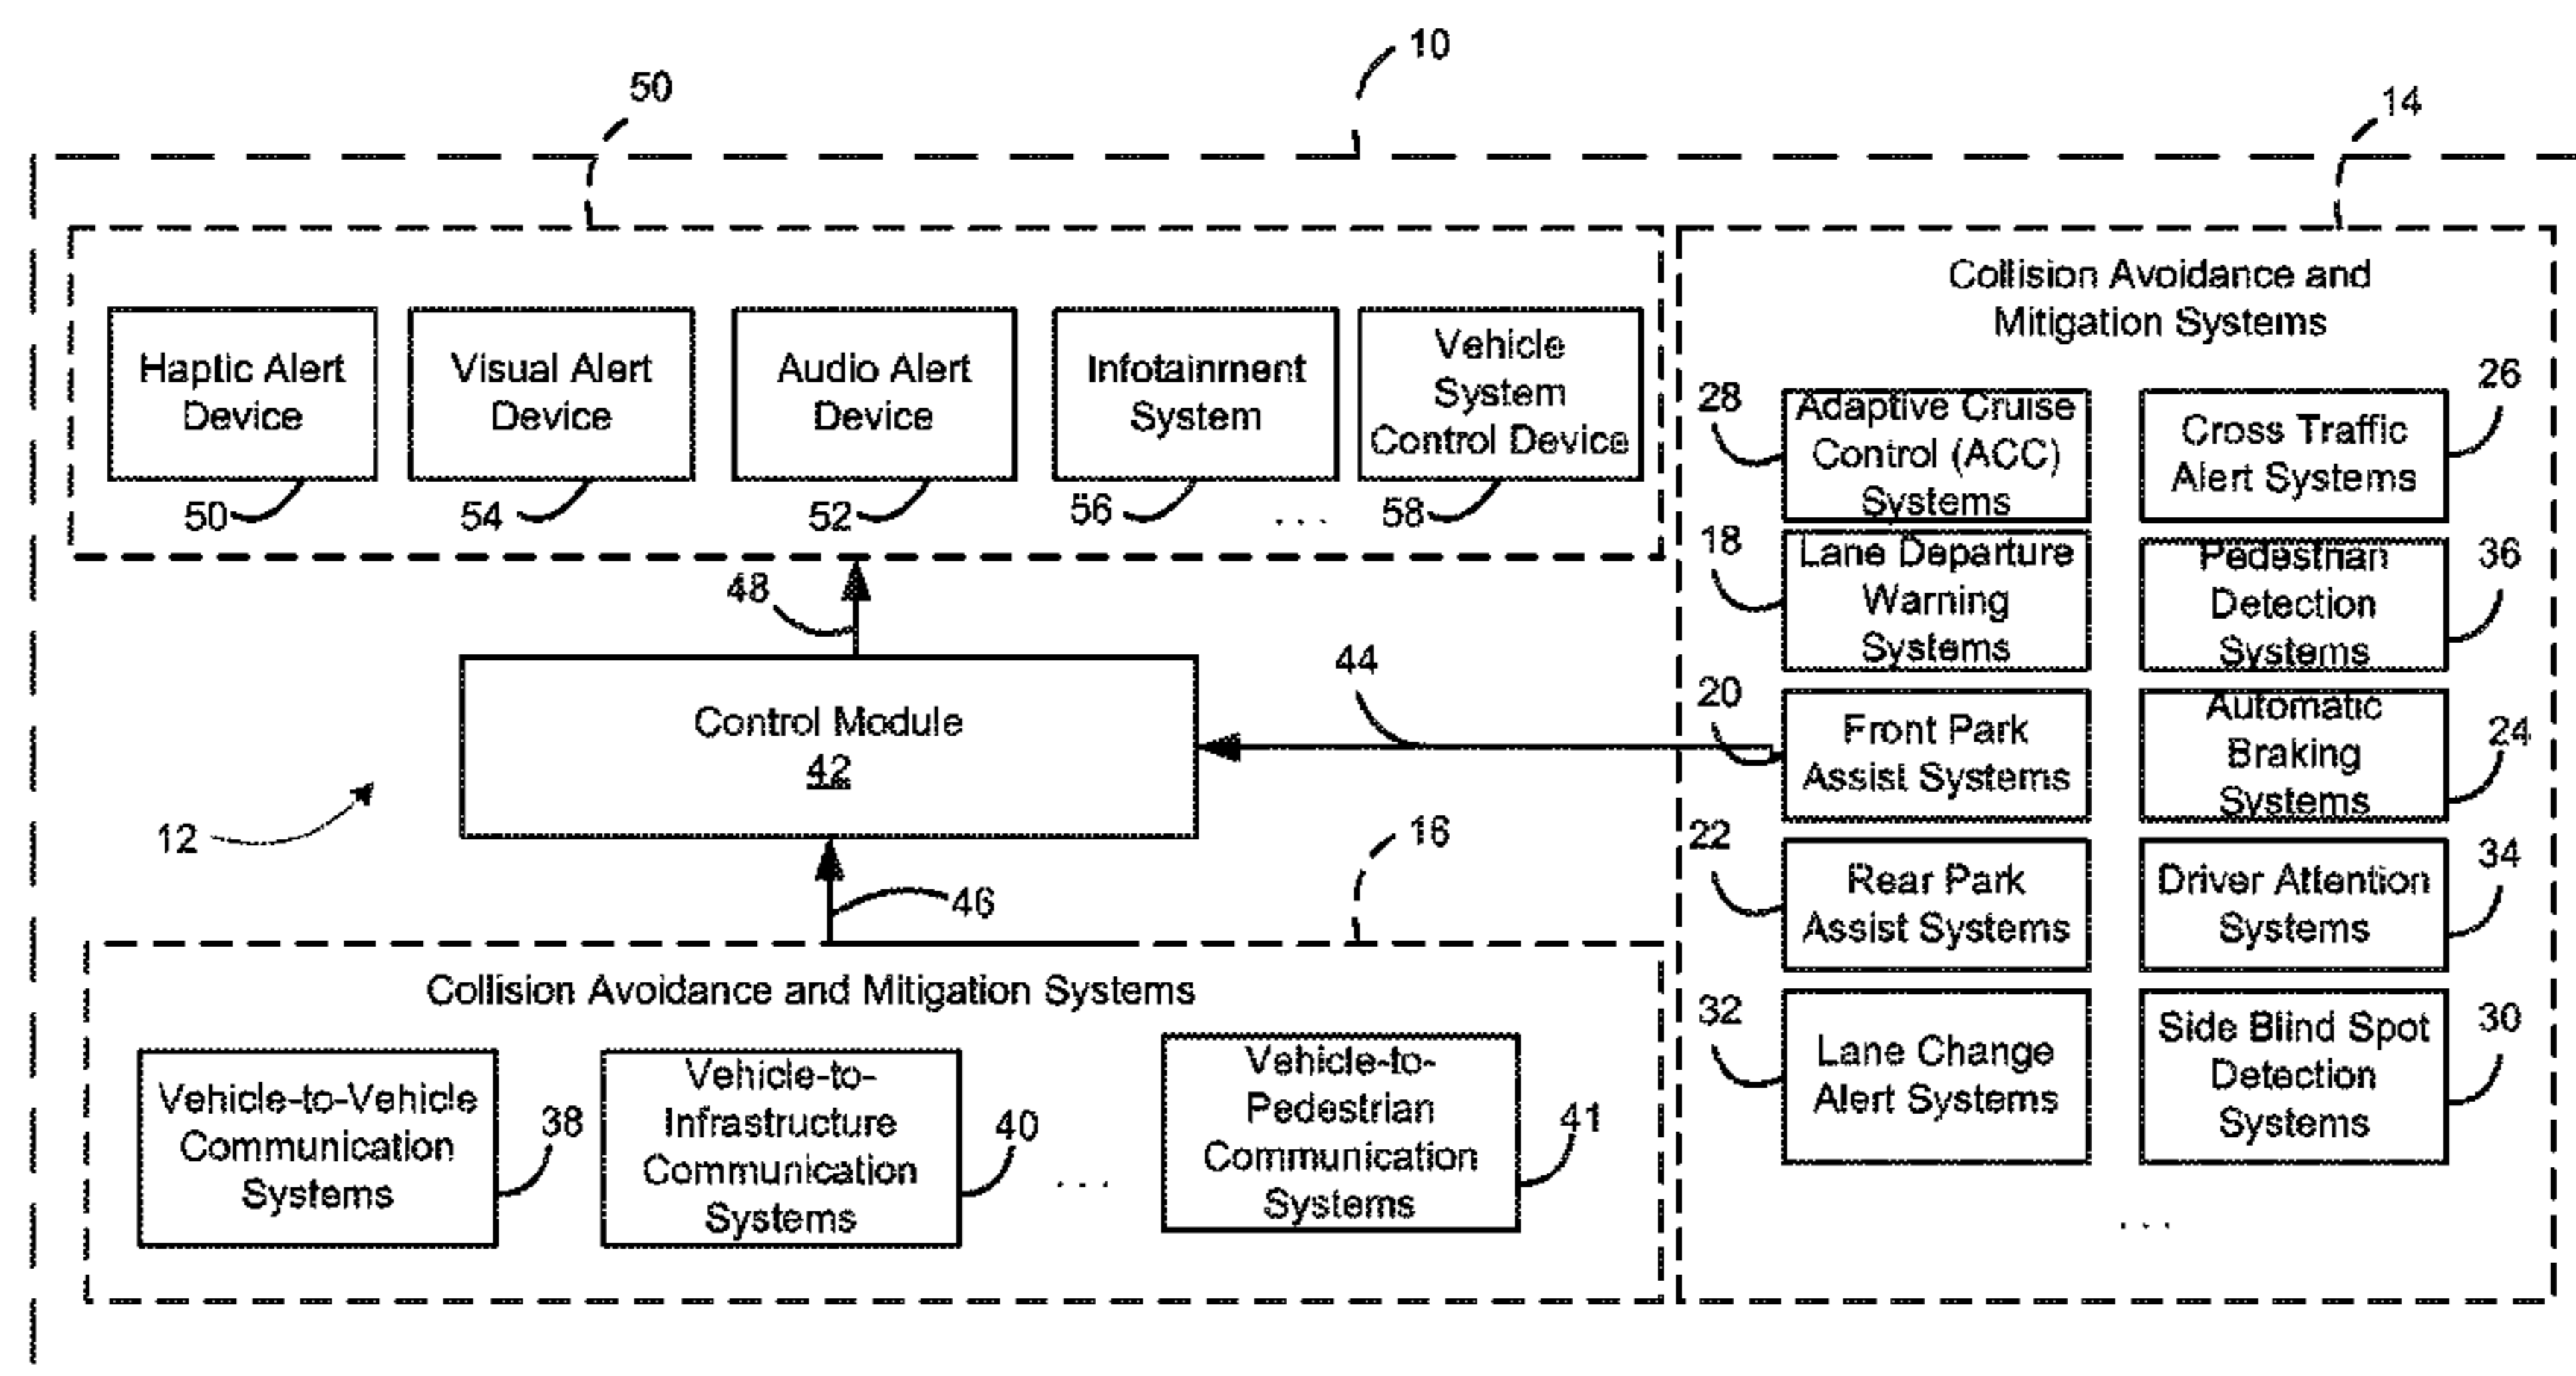 10
50
14
Collision Avoidance and
Mitigation Systems
Haptic Alert
Device
50
Visual Alert
Device
54
Audio Alert
Device
52
Infotainment
System
56
. . .
Vehicle
System
Control Device
58
28
Adaptive Cruise
Control (ACC)
Systems
26
Cross Traffic
Alert Systems
18
Lane Departure
Warning
Systems
36
Pedestrian
Detection
Systems
48
44
Control Module
42
12
20
Front Park
Assist Systems
24
Automatic
Braking
Systems
22
Rear Park
Assist Systems
34
Driver Attention
Systems
16
46
Collision Avoidance and Mitigation Systems
Vehicle-to-Vehicle
Communication
Systems
38
Vehicle-to-
Infrastructure
Communication
Systems
40
. . .
Vehicle-to-
Pedestrian
Communication
Systems
41
32
Lane Change
Alert Systems
30
Side Blind Spot
Detection
Systems
. . .